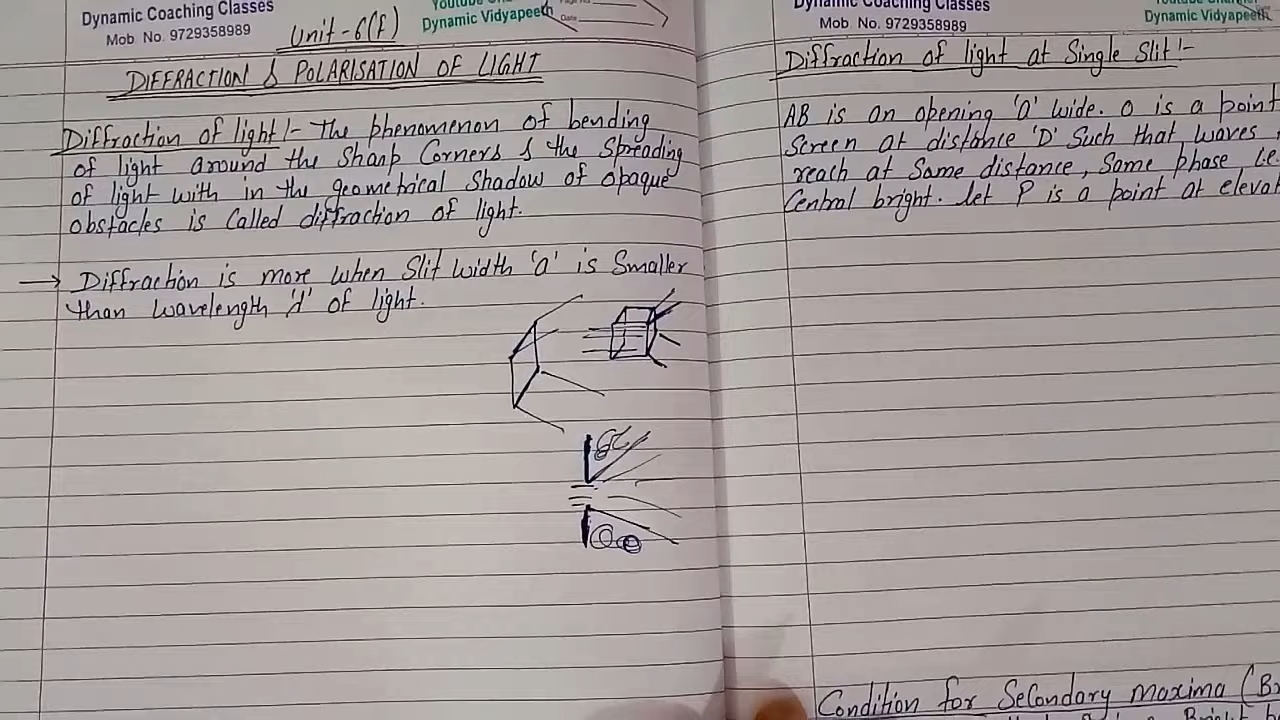 Dynamic Coaching Classes
Mob No. 9729358989
Unit-6(F)
Dynamic Vidyapeeth
Date
DIFFRACTION & POLARISATION OF LIGHT
Diffraction of light:- The phenomenon of bending
of light around the Sharp Corners & the Spreading
of light with in the geometrical Shadow of opaque
obstacles is Called diffraction of light.
→ Diffraction is more when Slit width 'a' is Smaller
than wavelength 'λ' of light.
Dynamic Coaching Classes
Mob No. 9729358989
Dynamic Vidyapeeth
Diffraction of light at Single Slit:-
AB is an opening 'a' wide. O is a point
Screen at distance 'D' Such that waves
reach at Same distance, Same phase i.e.
Central bright. let P is a point at eleva
Condition for Secondary maxima (B